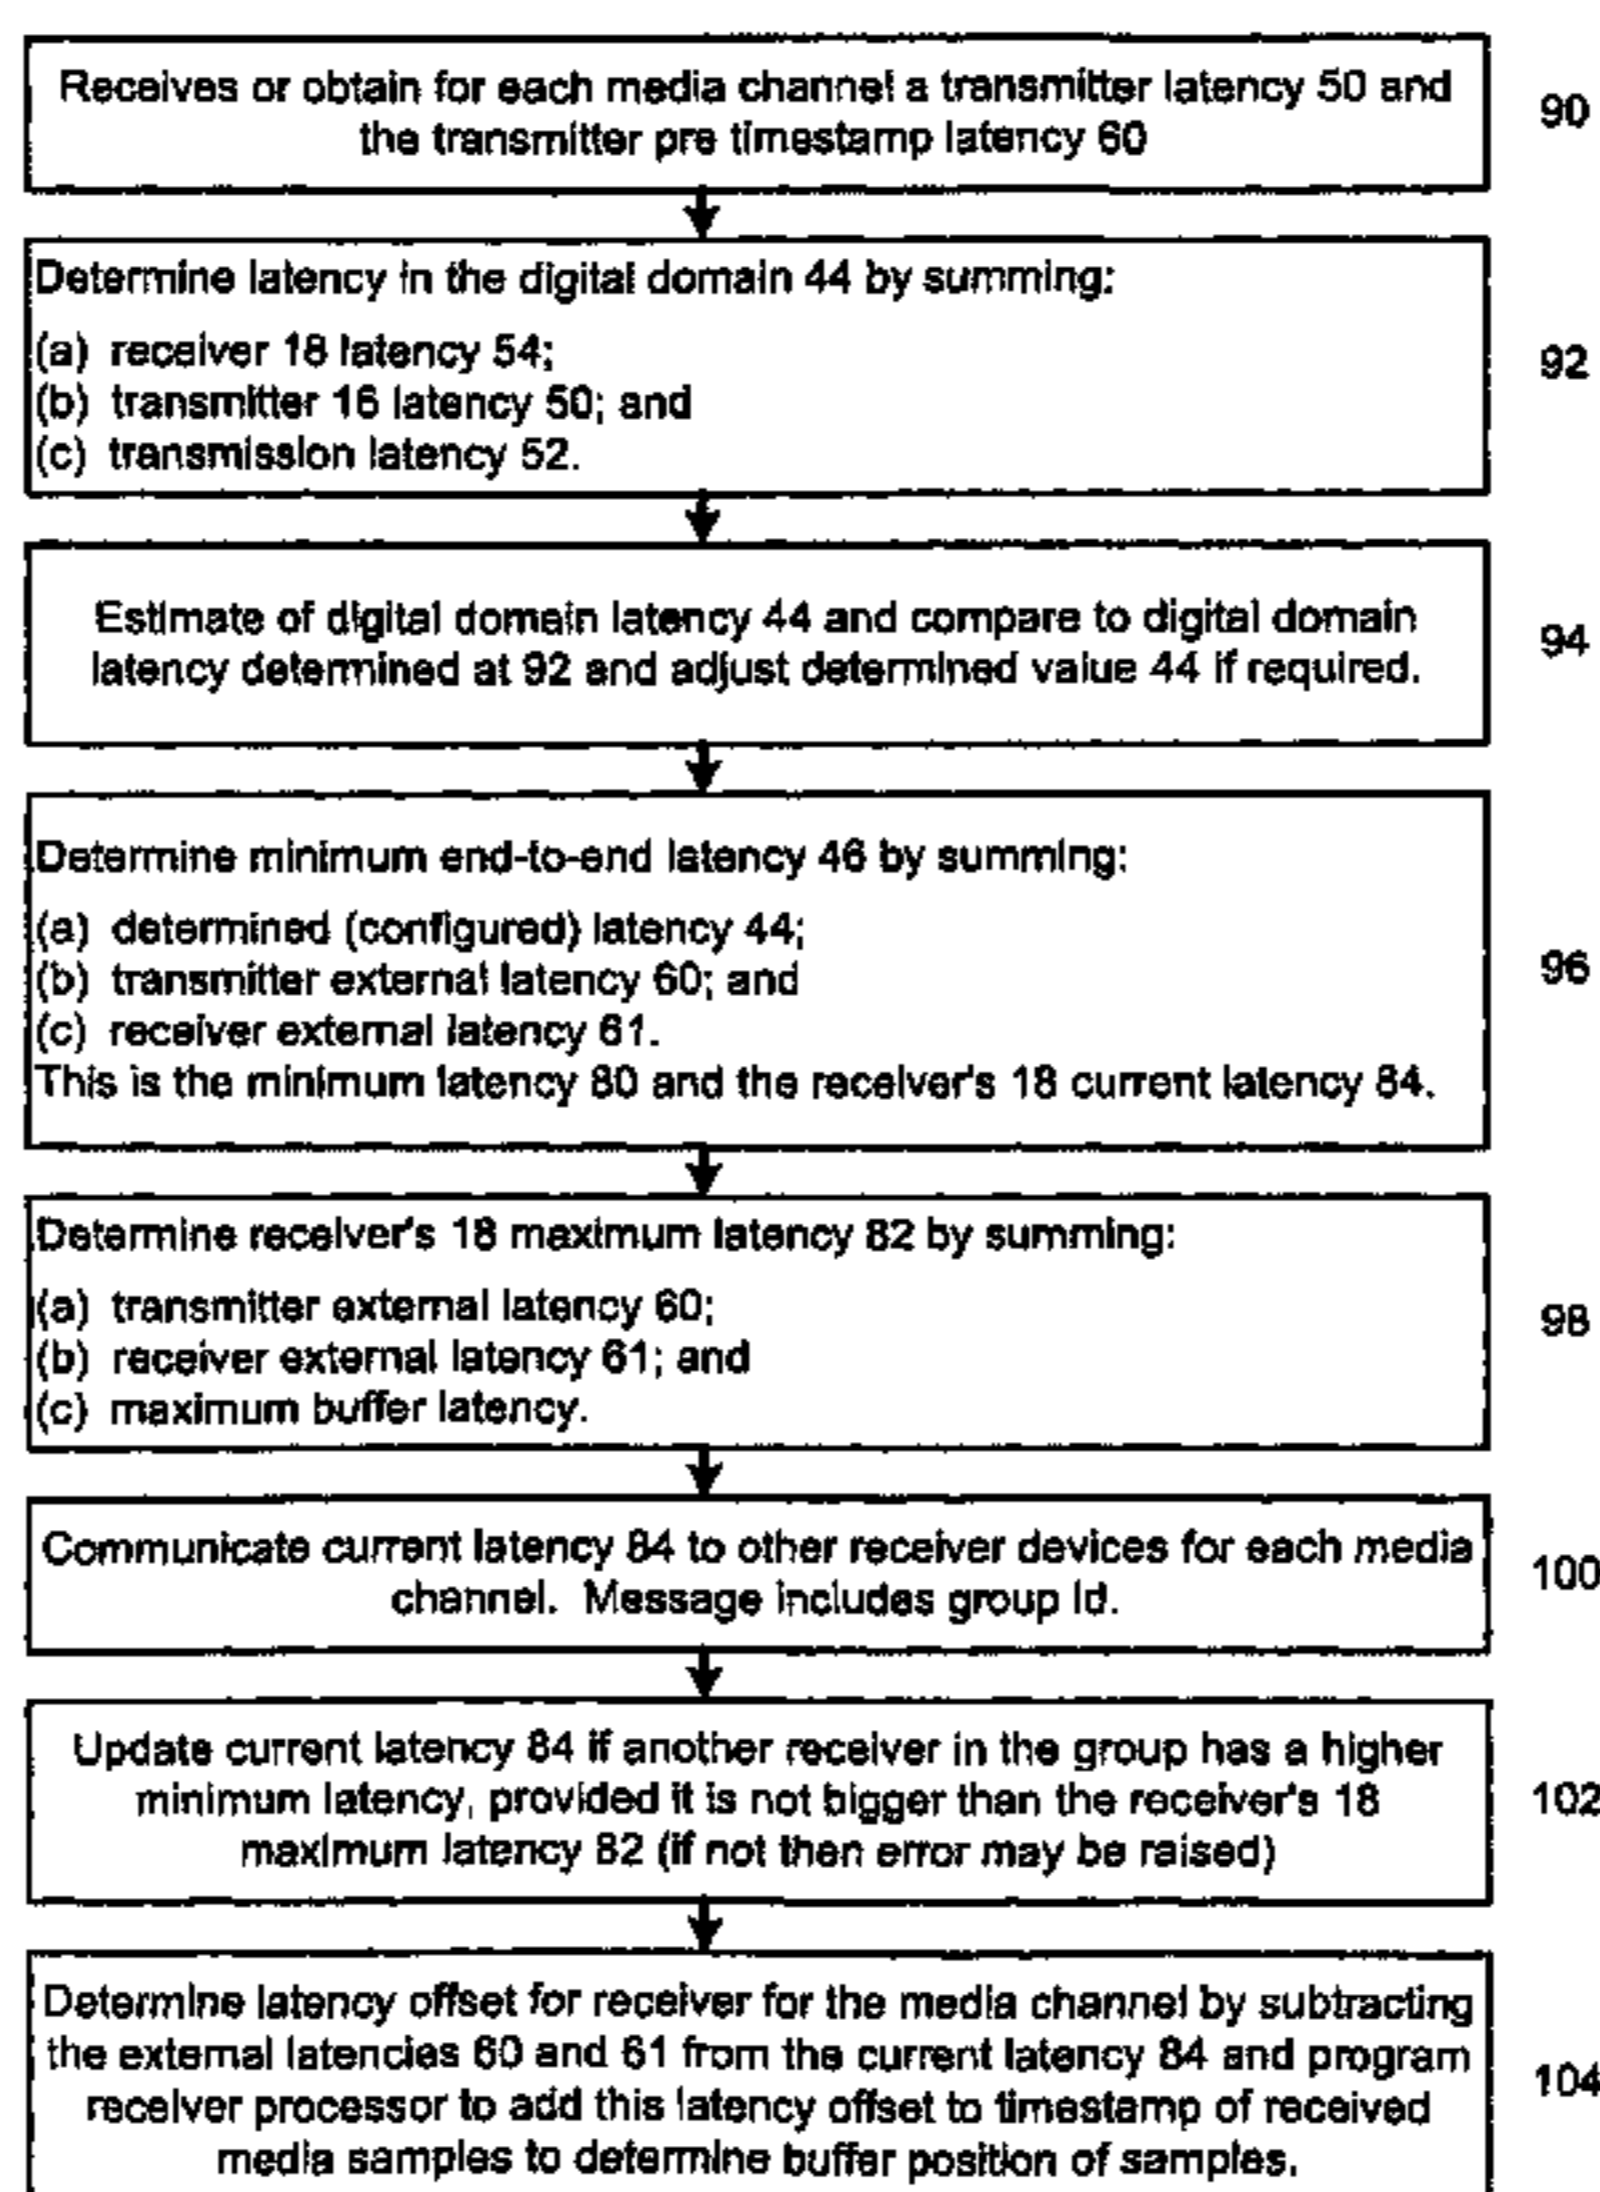 Receives or obtain for each media channel a transmitter latency 50 and
the transmitter pre timestamp latency 60
90
Determine latency in the digital domain 44 by summing:
(a) receiver 18 latency 54;
(b) transmitter 16 latency 50; and
(c) transmission latency 52.
92
Estimate of digital domain latency 44 and compare to digital domain
latency determined at 92 and adjust determined value 44 if required.
94
Determine minimum end-to-end latency 46 by summing:
(a) determined (configured) latency 44;
(b) transmitter external latency 60; and
(c) receiver external latency 61.
This is the minimum latency 80 and the receiver's 18 current latency 84.
96
Determine receiver's 18 maximum latency 82 by summing:
(a) transmitter external latency 60;
(b) receiver external latency 61; and
(c) maximum buffer latency.
98
Communicate current latency 84 to other receiver devices for each media
channel. Message includes group Id.
100
Update current latency 84 if another receiver in the group has a higher
minimum latency, provided it is not bigger than the receiver's 18
maximum latency 82 (if not then error may be raised)
102
Determine latency offset for receiver for the media channel by subtracting
the external latencies 60 and 61 from the current latency 84 and program
receiver processor to add this latency offset to timestamp of received
media samples to determine buffer position of samples.
104